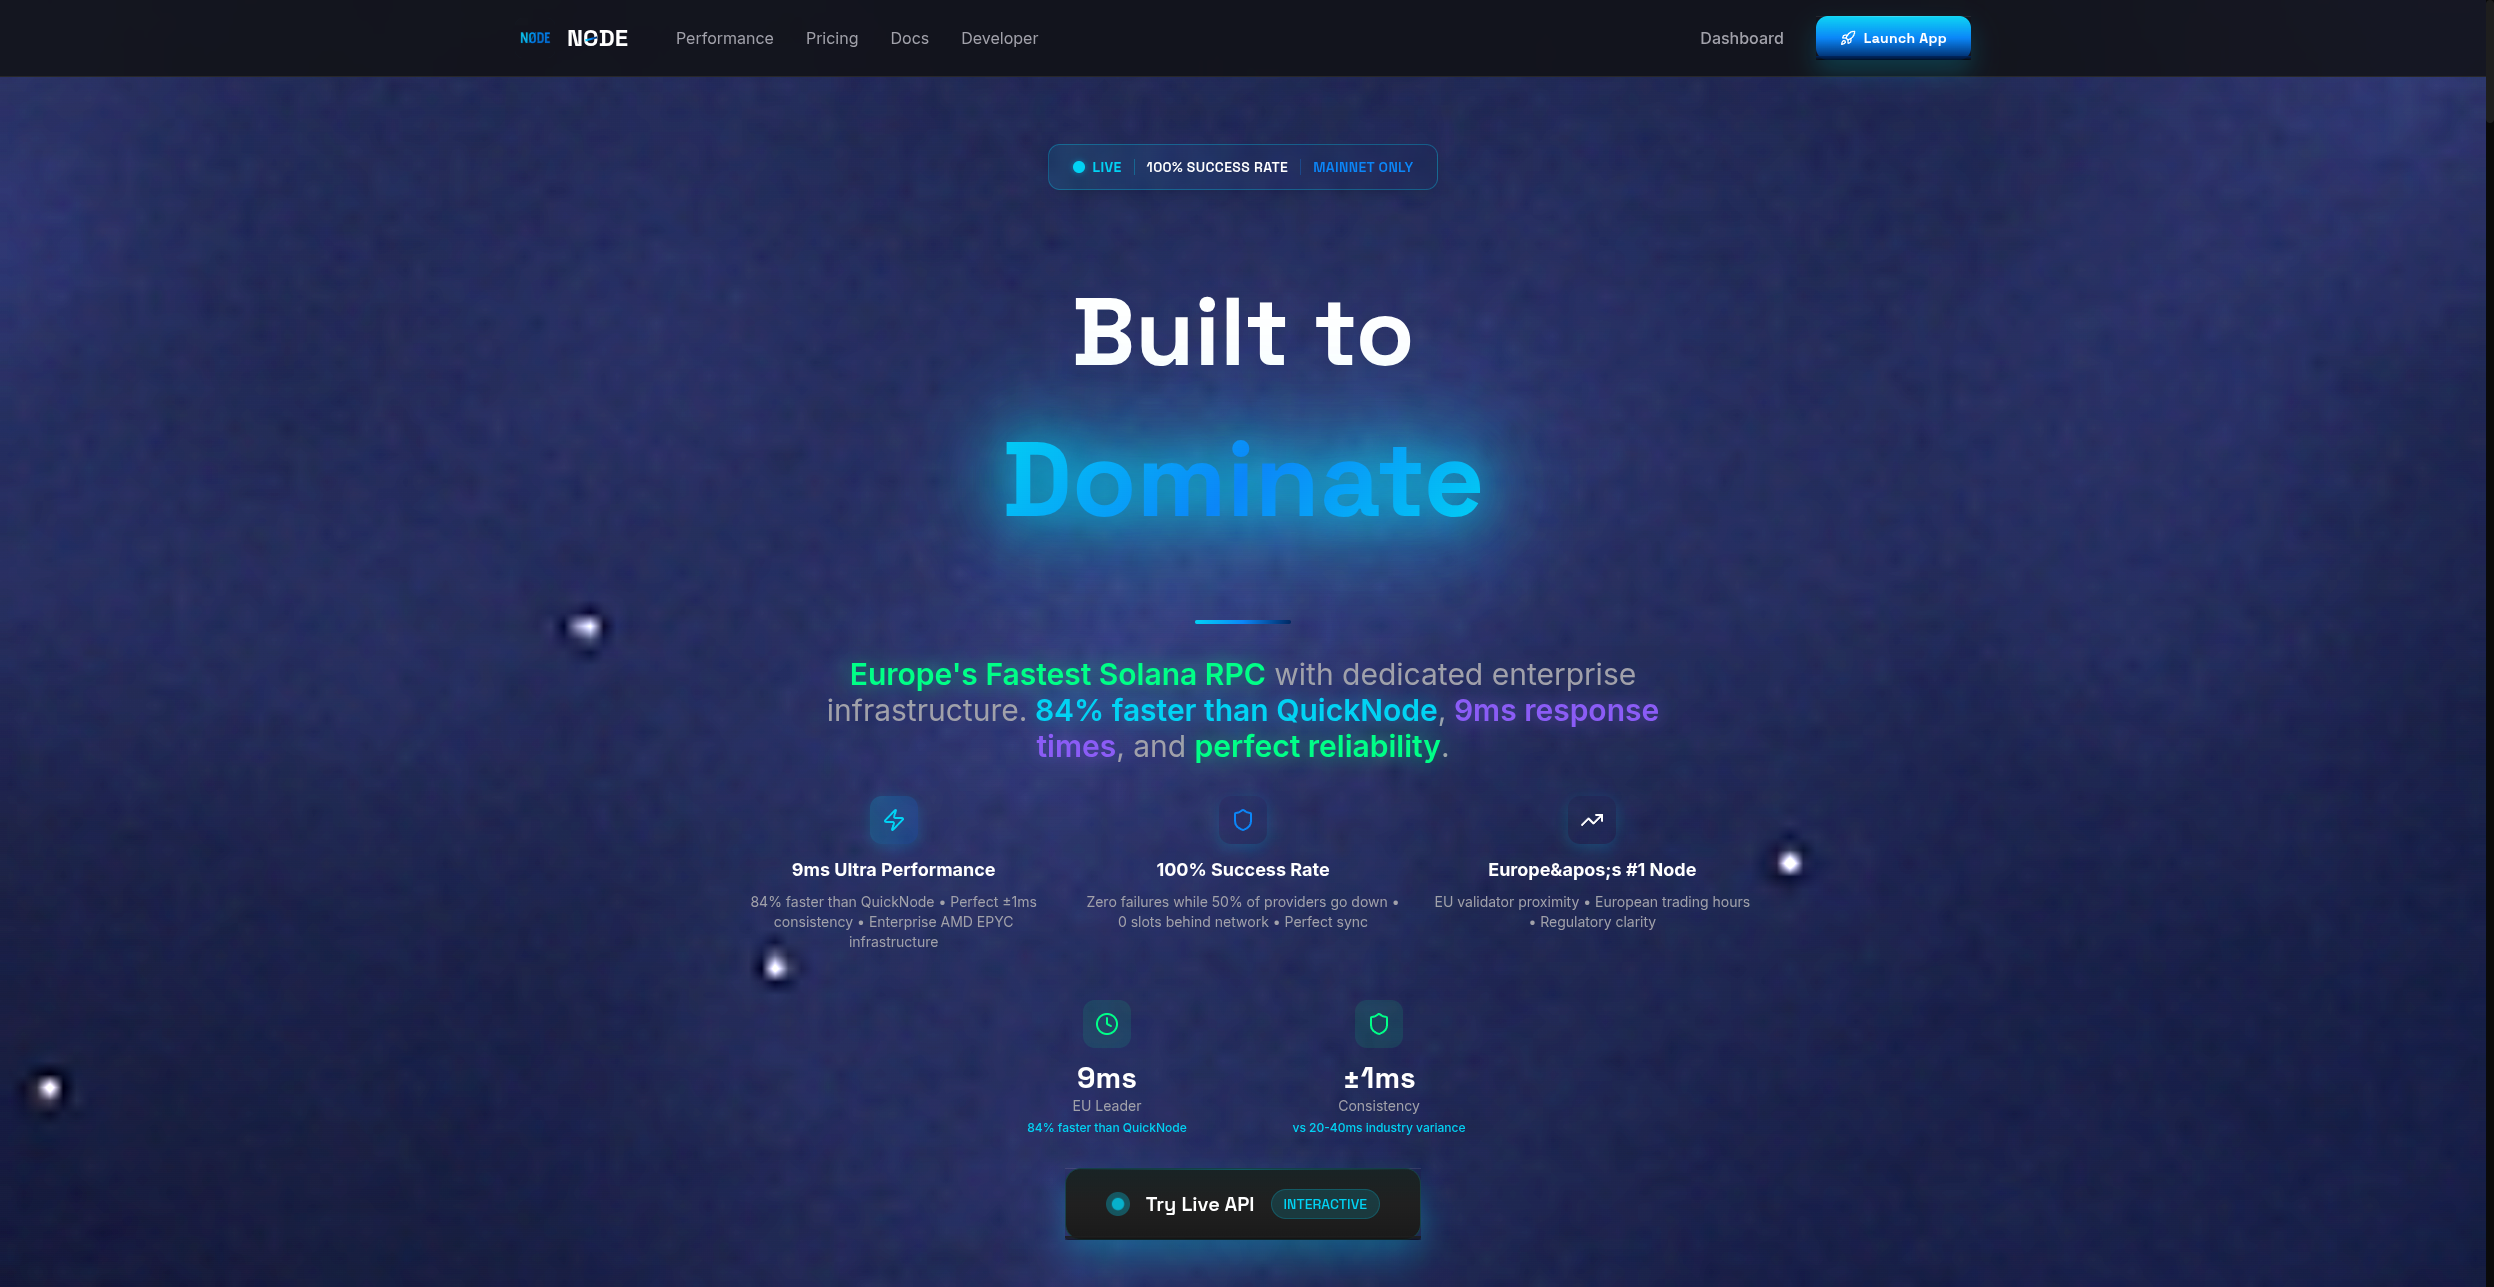 NØDE NØDE Performance Pricing Docs Developer Dashboard Launch App
LIVE 100% SUCCESS RATE MAINNET ONLY
Built to
Dominate
Europe's Fastest Solana RPC with dedicated enterprise
infrastructure. 84% faster than QuickNode, 9ms response
times, and perfect reliability.
9ms Ultra Performance
84% faster than QuickNode • Perfect ±1ms
consistency • Enterprise AMD EPYC
infrastructure
100% Success Rate
Zero failures while 50% of providers go down •
0 slots behind network • Perfect sync
Europe&apos;s #1 Node
EU validator proximity • European trading hours
• Regulatory clarity
9ms
EU Leader
84% faster than QuickNode
±1ms
Consistency
vs 20-40ms industry variance
Try Live API INTERACTIVE